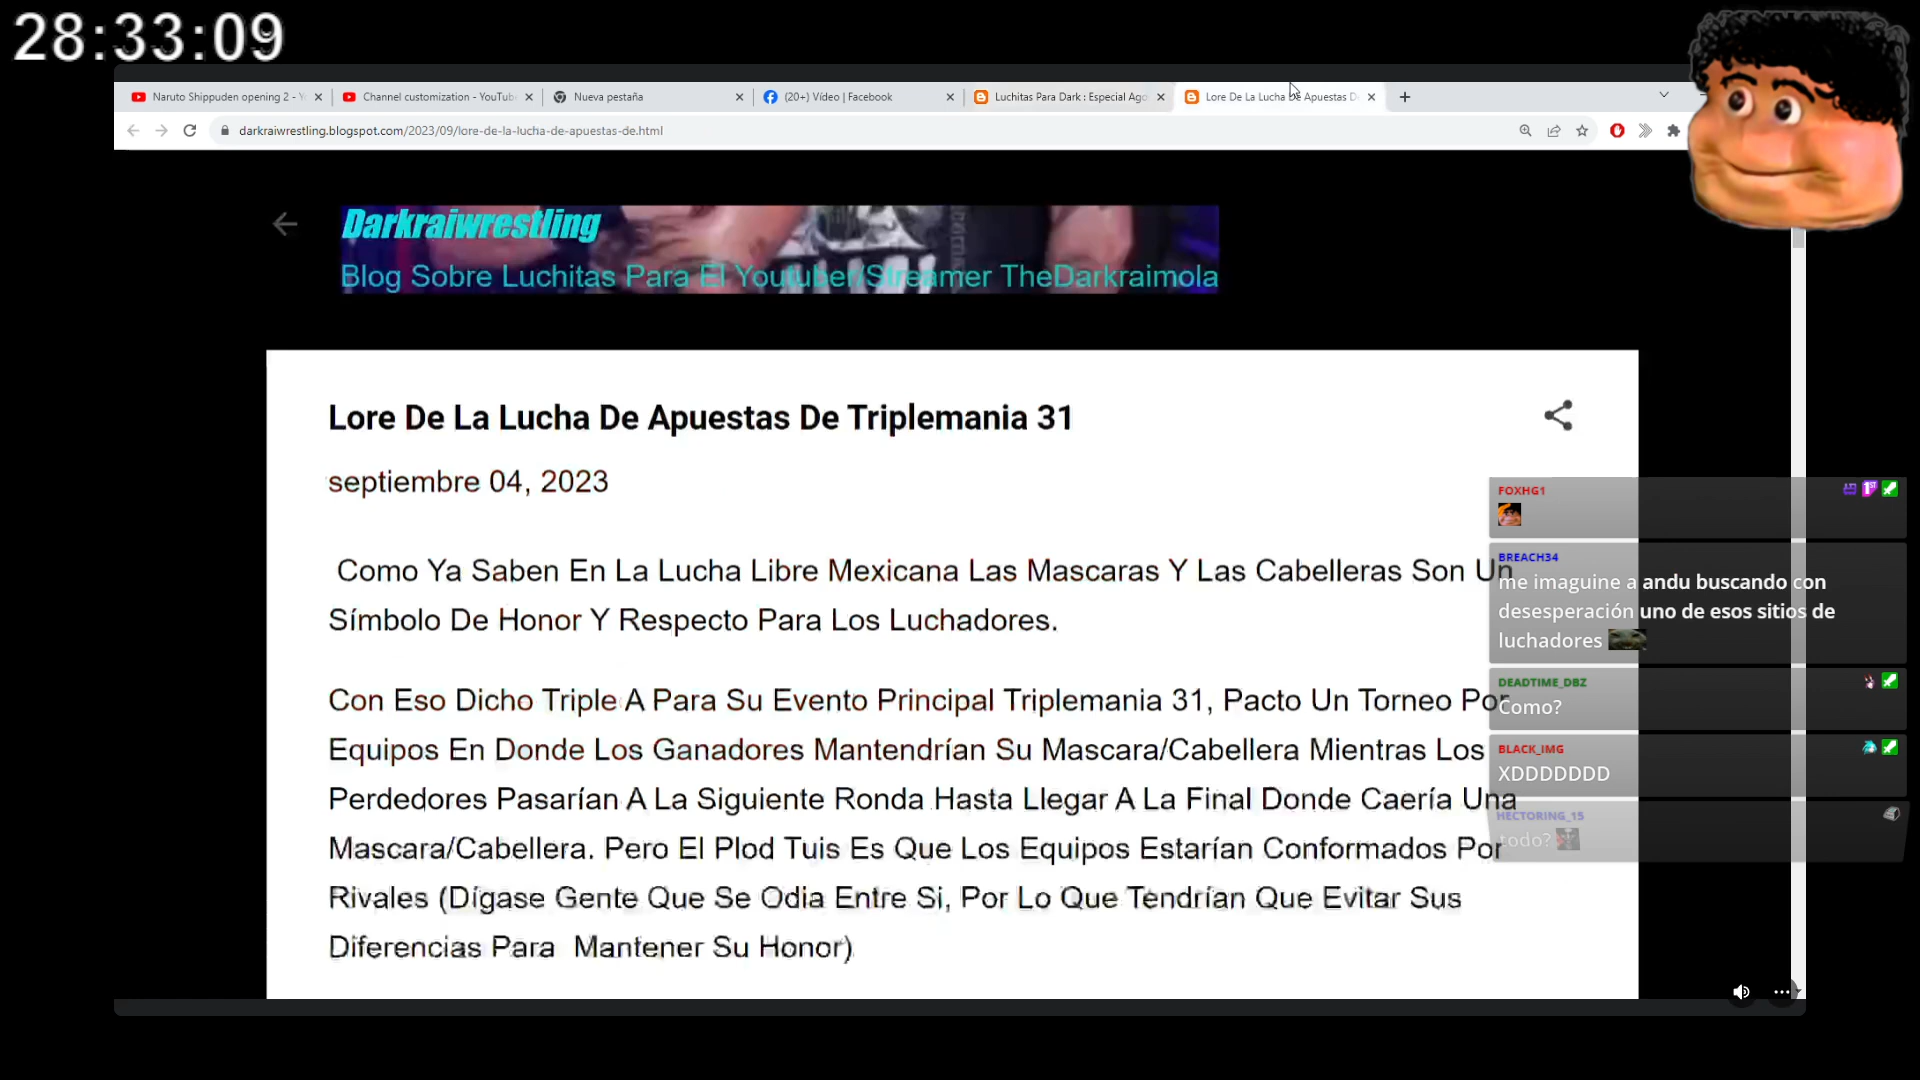 28:33:09
Naruto Shippuden opening 2 - Y
Channel customization - YouTube
Nueva pestaña
(20+) Vídeo | Facebook
Luchitas Para Dark : Especial Ago
Lore De La Lucha De Apuestas D
darkraiwrestling.blogspot.com/2023/09/lore-de-la-lucha-de-apuestas-de.html
Darkraiwrestling
Blog Sobre Luchitas Para El Youtuber/Streamer TheDarkraimola
Lore De La Lucha De Apuestas De Triplemania 31
septiembre 04, 2023
Como Ya Saben En La Lucha Libre Mexicana Las Mascaras Y Las Cabelleras Son Un
Símbolo De Honor Y Respecto Para Los Luchadores.
Con Eso Dicho Triple A Para Su Evento Principal Triplemania 31, Pacto Un Torneo Por
Equipos En Donde Los Ganadores Mantendrían Su Mascara/Cabellera Mientras Los
Perdedores Pasarían A La Siguiente Ronda Hasta Llegar A La Final Donde Caería Una
Mascara/Cabellera. Pero El Plod Tuis Es Que Los Equipos Estarían Conformados Por
Rivales (Dígase Gente Que Se Odia Entre Si, Por Lo Que Tendrían Que Evitar Sus
Diferencias Para Mantener Su Honor)
FOXHG1
BREACH34
me imaguine a andu buscando con
desesperación uno de esos sitios de
luchadores
DEADTIME_DBZ
Como?
BLACK_IMG
XDDDDDDD
HECTORING_15
todo?